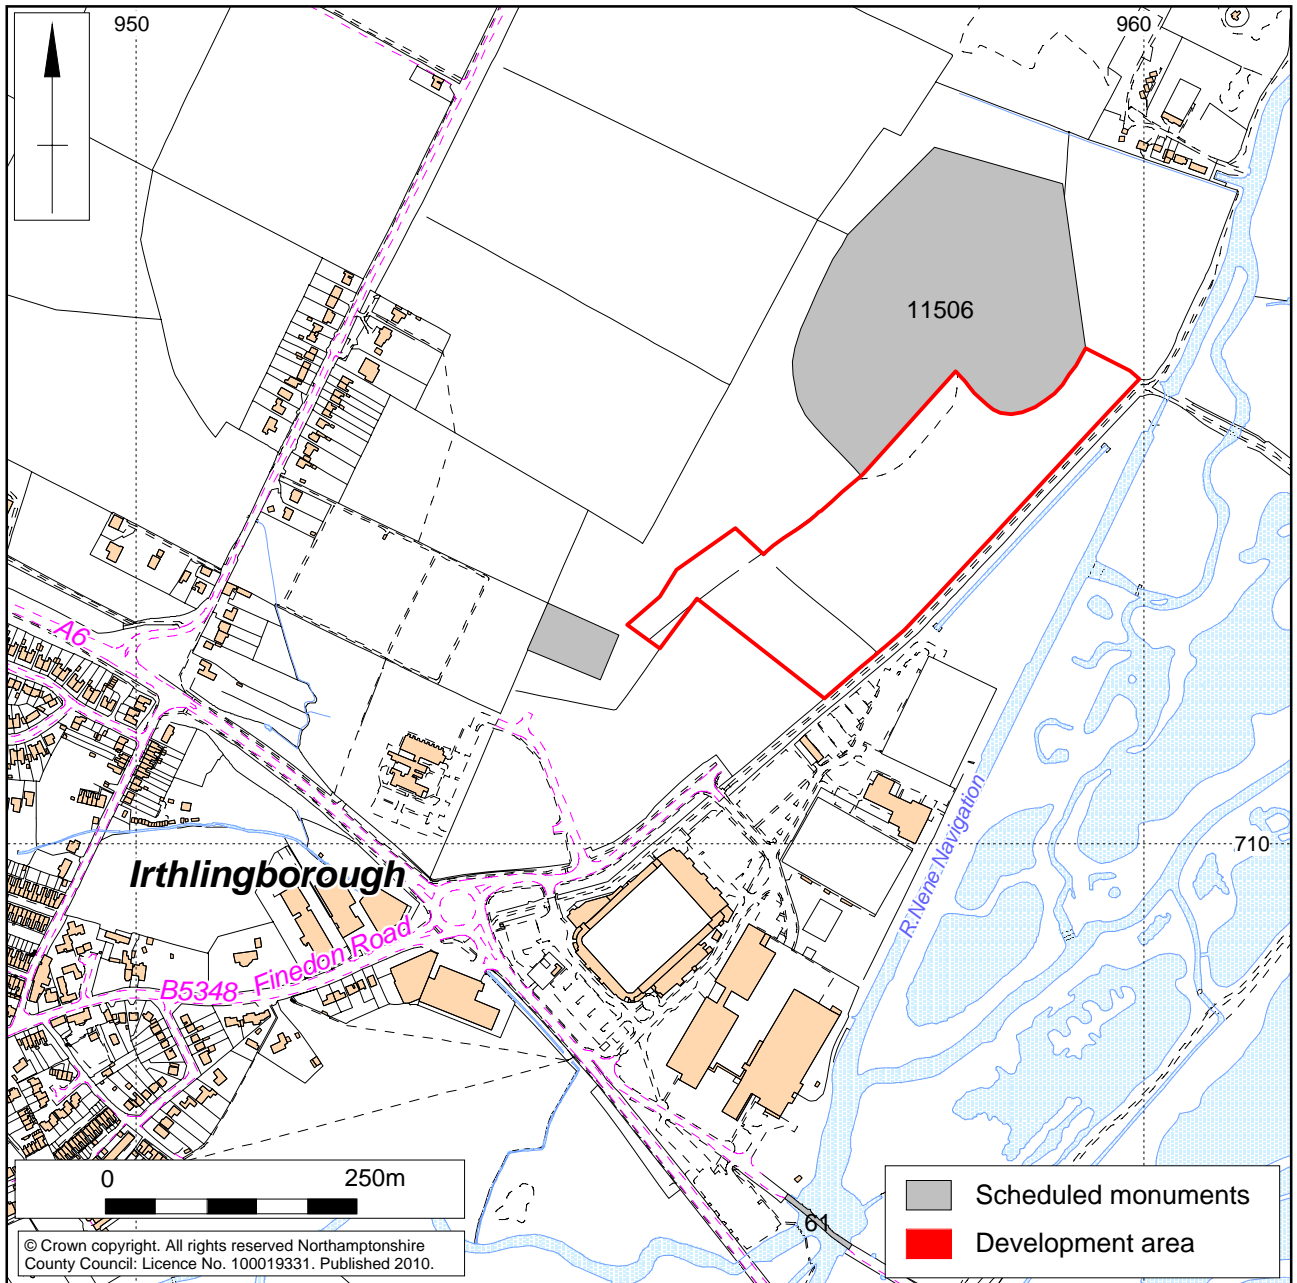 950
960
11506
A6
710
Irthlingborough
R.Nene.Navigation
B5348 Finedon Road
0 250m
61
Scheduled monuments
Development area
© Crown copyright. All rights reserved Northamptonshire
County Council: Licence No. 100019331. Published 2010.